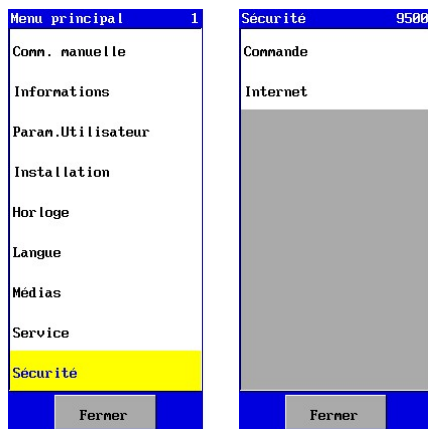 Menu principal 1
Comm. manuelle
Informations
Param.Utilisateur
Installation
Horloge
Langue
Médias
Service
Sécurité
Fermer
Sécurité 9500
Commande
Internet
Fermer